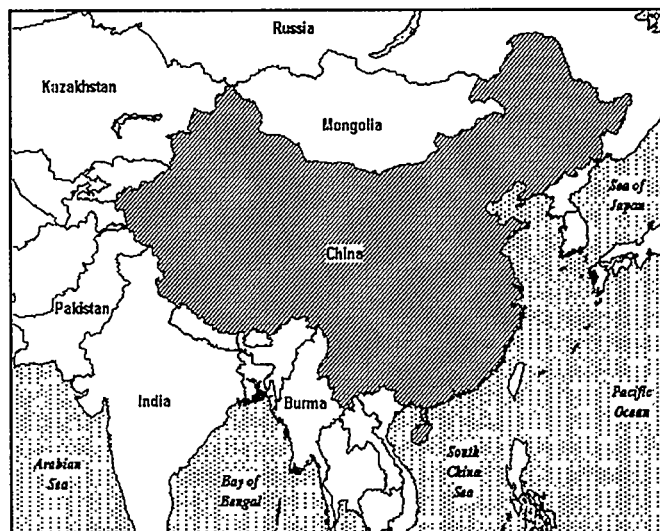 Russia
Kazakhstan
Mongolia
Sea of
Japan
China
Pakistan
India
Burma
Pacific
Ocean
Arabian
Sea
Bay of
Bengal
South
China
Sea